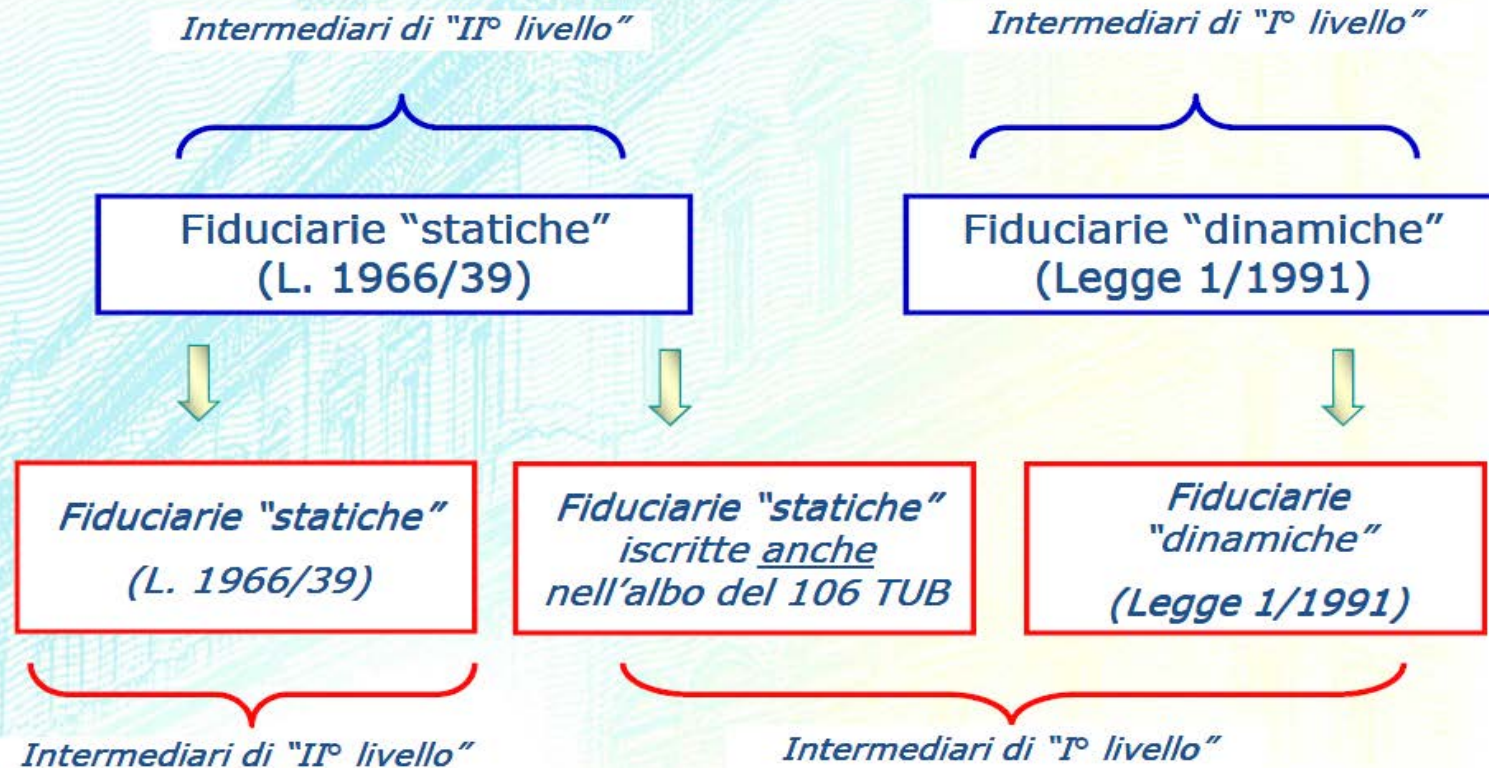 Intermediari di “II° livello”
Intermediari di “I° livello”
Fiduciarie “statiche”
(L. 1966/39)
Fiduciarie “dinamiche”
(Legge 1/1991)
Fiduciarie “statiche”
(L. 1966/39)
Fiduciarie “statiche”
iscritte anche
nell’albo del 106 TUB
Fiduciarie
“dinamiche”
(Legge 1/1991)
Intermediari di “II° livello”
Intermediari di “I° livello”